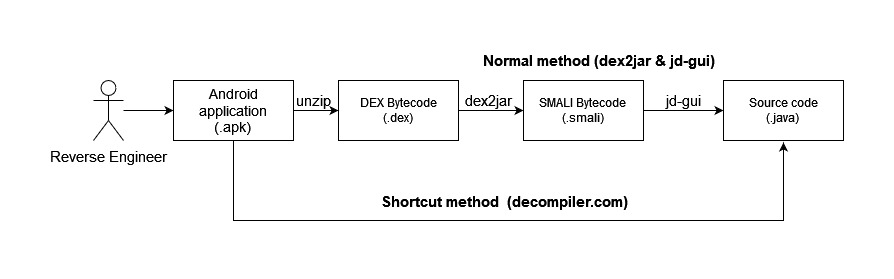 Normal method (dex2jar & jd-gui)
Reverse Engineer
Android
application
(.apk)
unzip
DEX Bytecode
(.dex)
dex2jar
SMALI Bytecode
(.smali)
jd-gui
Source code
(.java)
Shortcut method (decompiler.com)